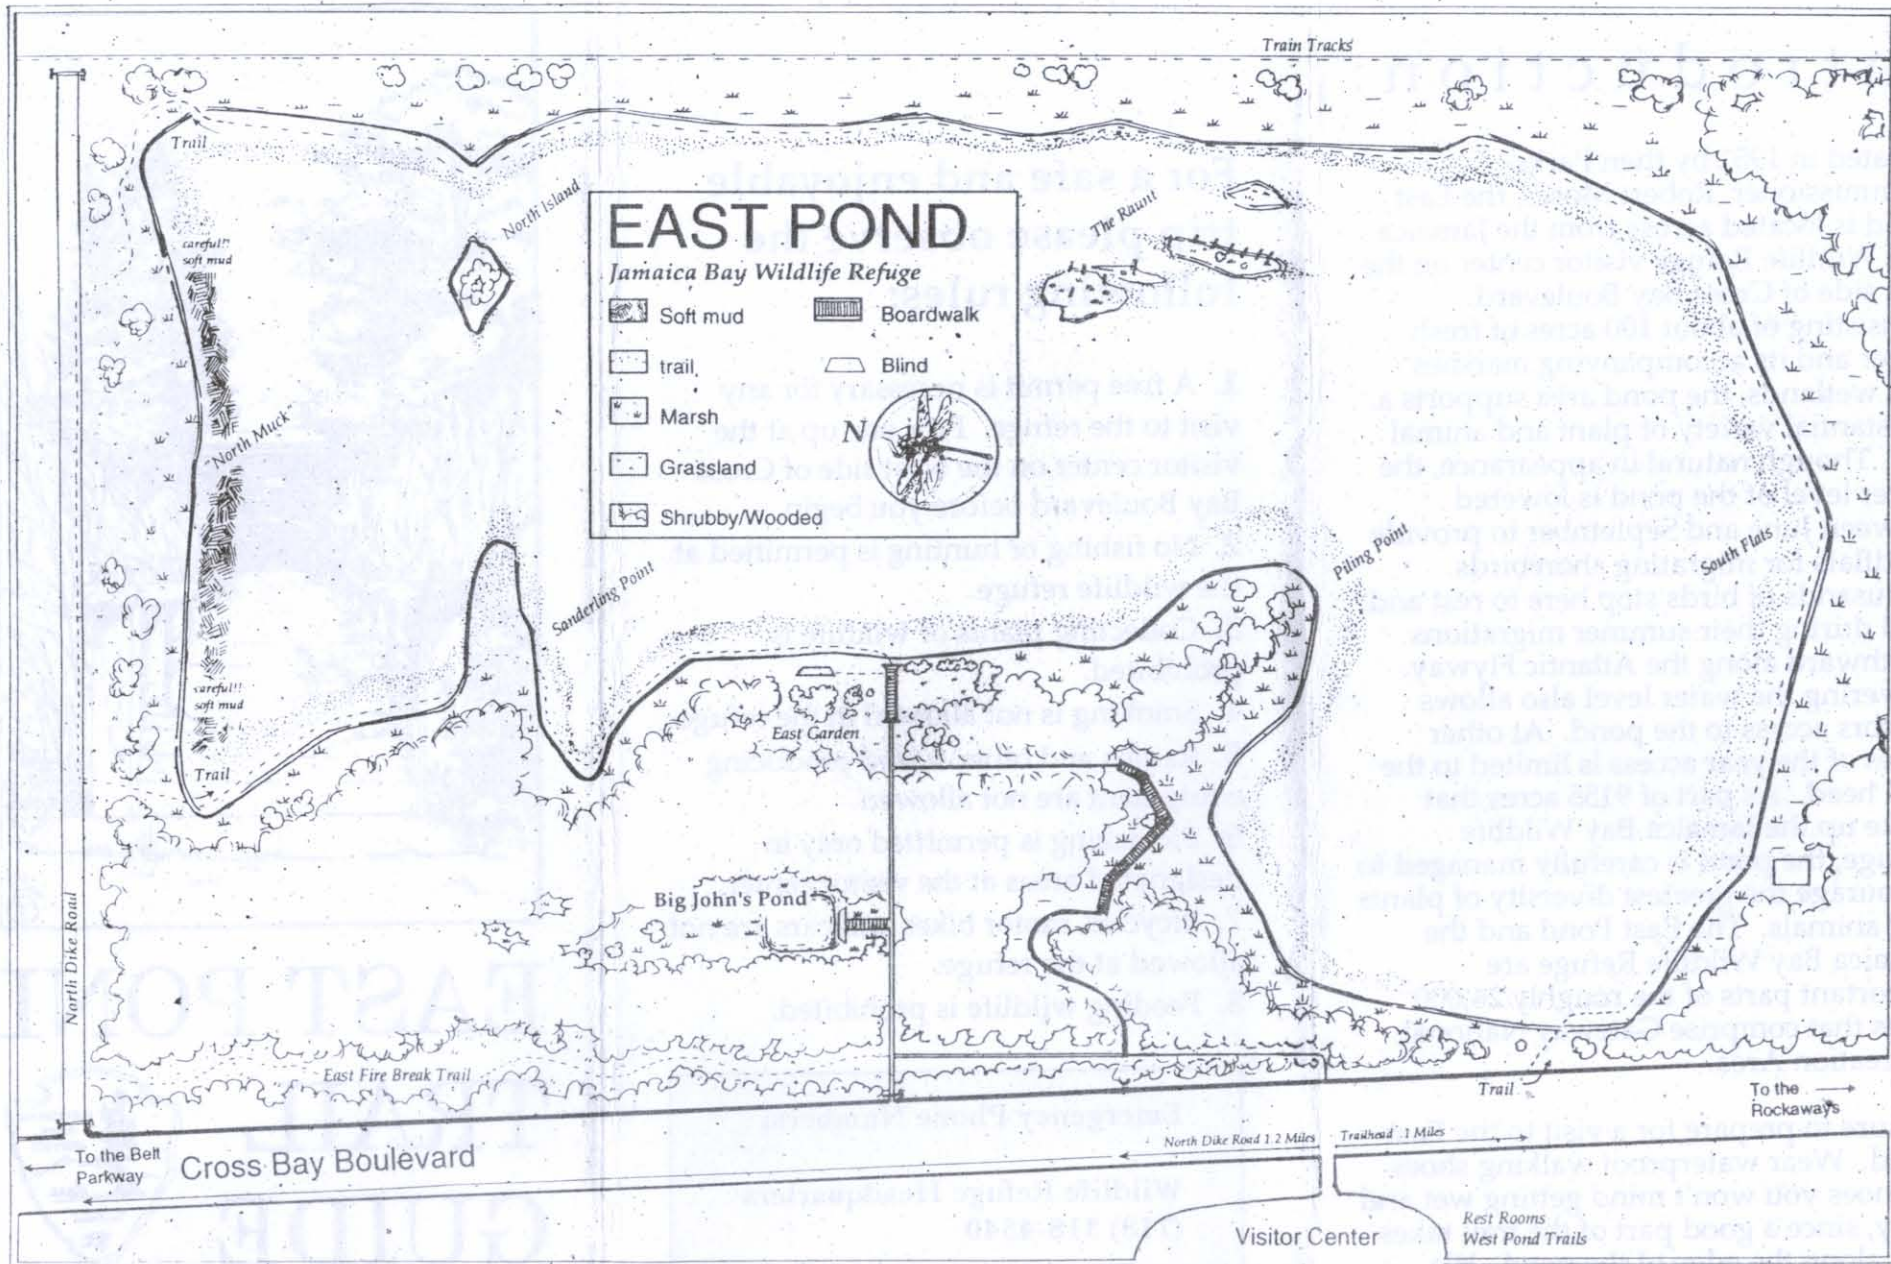 Train Tracks
Trail
North Island
careful!!
soft mud
EAST POND
Jamaica Bay Wildlife Refuge
Soft mud
Boardwalk
trail
Blind
Marsh
Grassland
Shrubby/Wooded
N
The Raunt
North Muck
Sanderling Point
Piling Point
South Flats
careful!!
soft mud
Trail
East Garden
Big John's Pond
North Dike Road
East Fire Break Trail
Trail
To the
Rockaways
North Dike Road 1.2 Miles
Trailhead .1 Miles
To the Belt
Parkway
Cross Bay Boulevard
Visitor Center
Rest Rooms
West Pond Trails